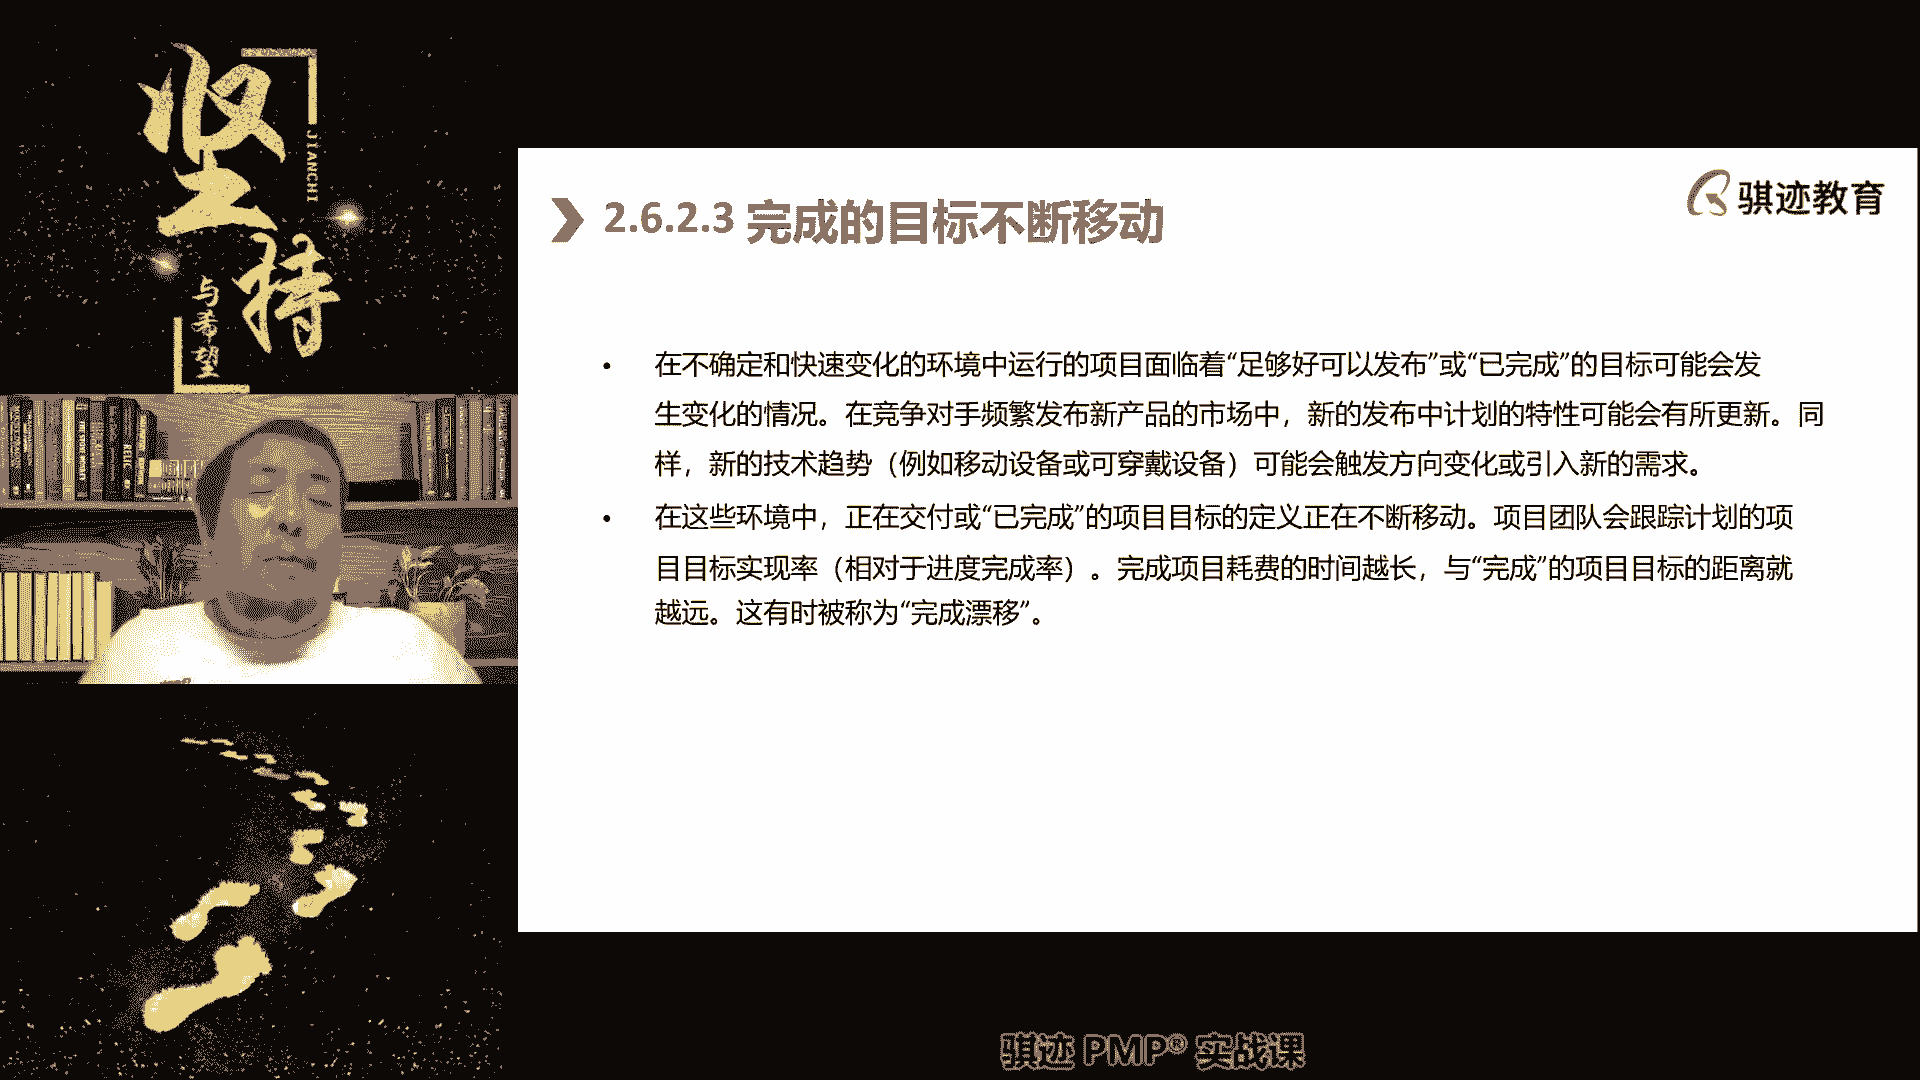 坚持
JIANCHI
与希望
骐迹教育
2.6.2.3 完成的目标不断移动
• 在不确定和快速变化的环境中运行的项目面临着“足够好可以发布”或“已完成”的目标可能会发
生变化的情况。在竞争对手频繁发布新产品的市场中，新的发布中计划的特性可能会有所更新。同
样，新的技术趋势（例如移动设备或可穿戴设备）可能会触发方向变化或引入新的需求。
• 在这些环境中，正在交付或“已完成”的项目目标的定义正在不断移动。项目团队会跟踪计划的项
目目标实现率（相对于进度完成率）。完成项目耗费的时间越长，与“完成”的项目目标的距离就
越远。这有时被称为“完成漂移”。
骐迹 PMP® 实战课